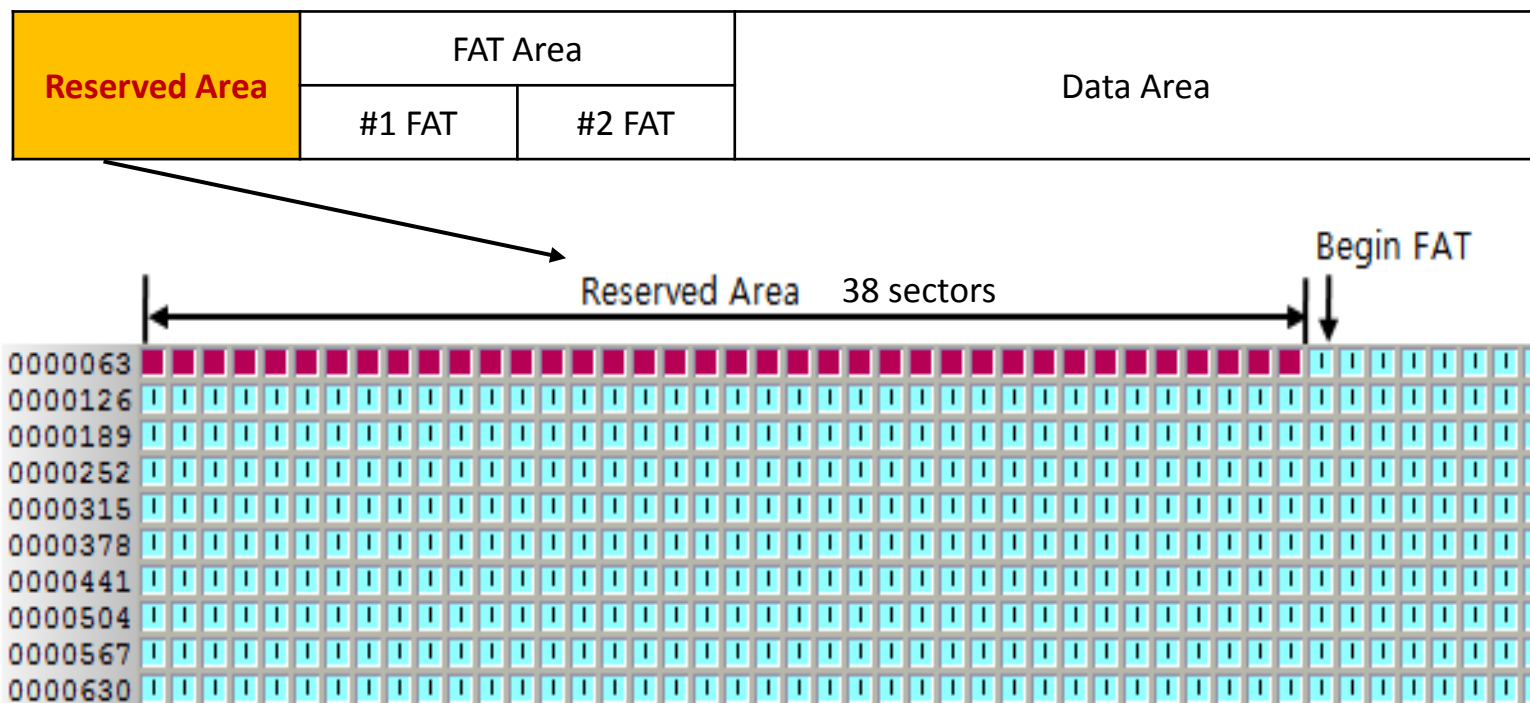 Reserved Area
FAT Area
#1 FAT
#2 FAT
Data Area
Begin FAT
Reserved Area 38 sectors
0000063
0000126
0000189
0000252
0000315
0000378
0000441
0000504
0000567
0000630